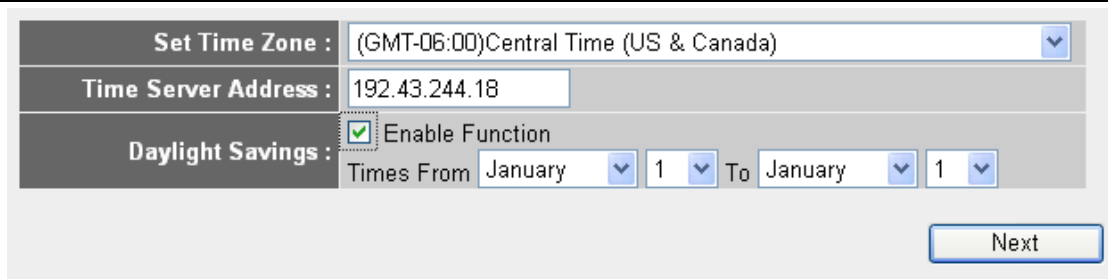 Set Time Zone : (GMT-06:00)Central Time (US & Canada)
Time Server Address : 192.43.244.18
Daylight Savings : Enable Function
Times From January 1 To January 1
Next